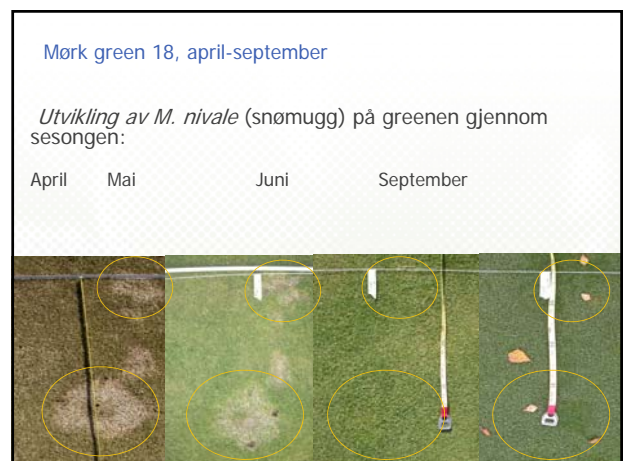 Mørk green 18, april-september
Utvikling av M. nivale (snømugg) på greenen gjennom
sesongen:
April Mai Juni September